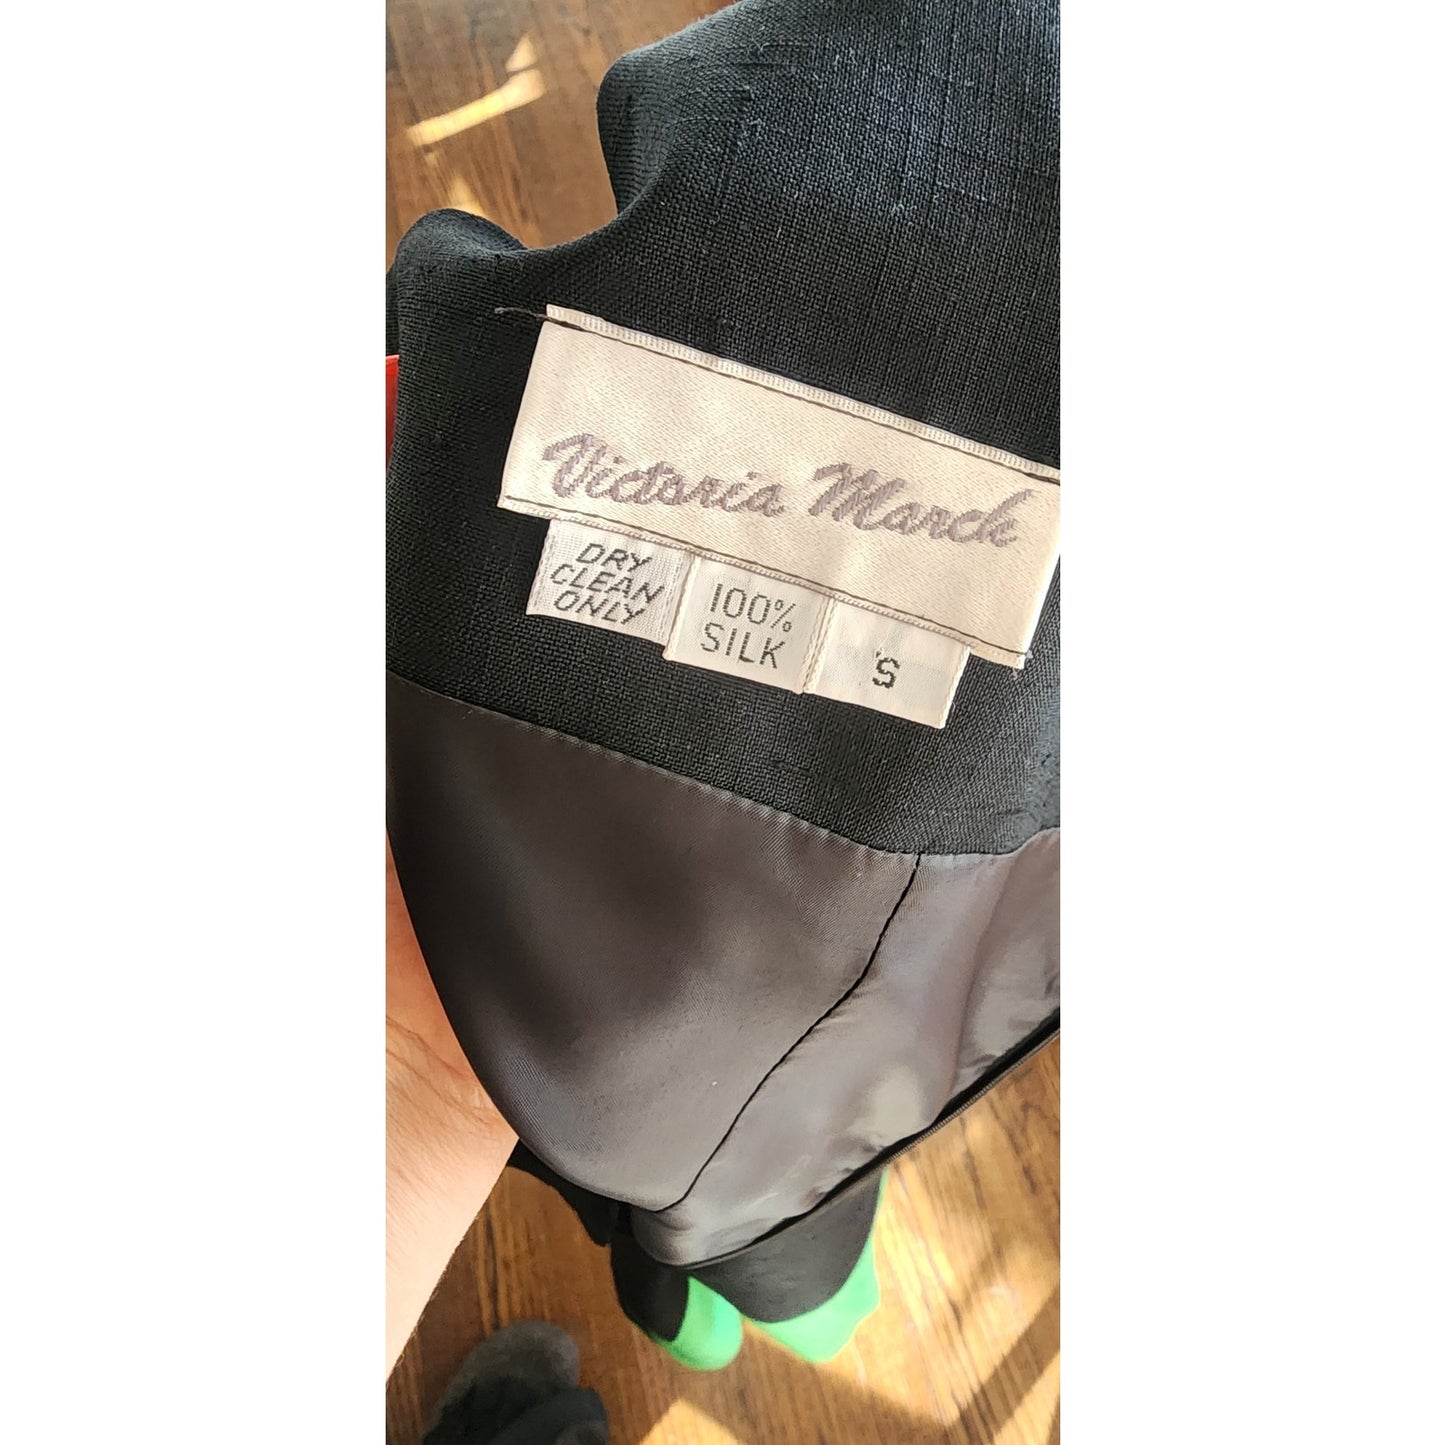 Victoria March
DRY
CLEAN
ONLY
100%
SILK
S